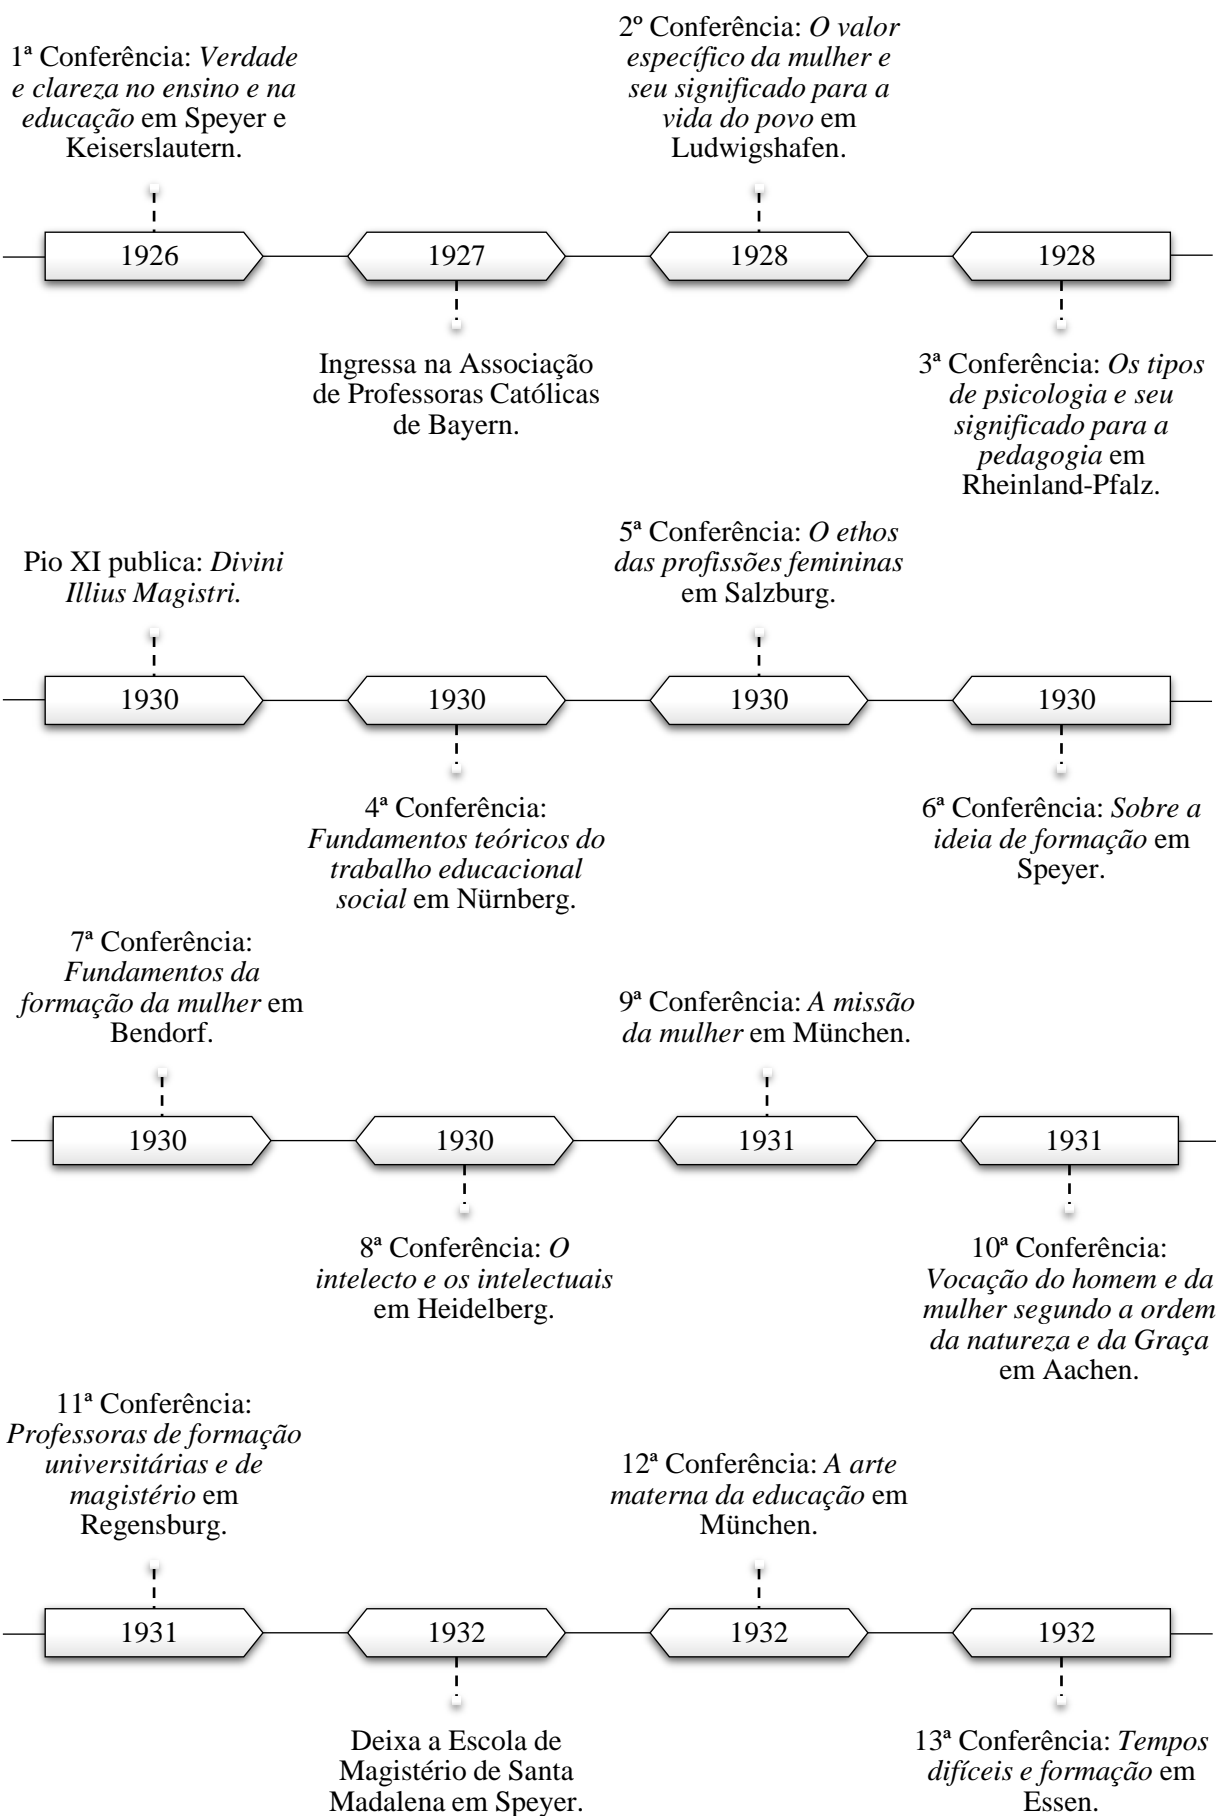 1ª Conferência: Verdade
e clareza no ensino e na
educação em Speyer e
Keiserslautern.
2º Conferência: O valor
específico da mulher e
seu significado para a
vida do povo em
Ludwigshafen.
1926
1927
1928
1928
Ingressa na Associação
de Professoras Católicas
de Bayern.
3ª Conferência: Os tipos
de psicologia e seu
significado para a
pedagogia em
Rheinland-Pfalz.
Pio XI publica: Divini
Illius Magistri.
5ª Conferência: O ethos
das profissões femininas
em Salzburg.
1930
1930
1930
1930
4ª Conferência:
Fundamentos teóricos do
trabalho educacional
social em Nürnberg.
6ª Conferência: Sobre a
ideia de formação em
Speyer.
7ª Conferência:
Fundamentos da
formação da mulher em
Bendorf.
9ª Conferência: A missão
da mulher em München.
1930
1930
1931
1931
8ª Conferência: O
intelecto e os intelectuais
em Heidelberg.
10ª Conferência:
Vocação do homem e da
mulher segundo a ordem
da natureza e da Graça
em Aachen.
11ª Conferência:
Professoras de formação
universitárias e de
magistério em
Regensburg.
12ª Conferência: A arte
materna da educação em
München.
1931
1932
1932
1932
Deixa a Escola de
Magistério de Santa
Madalena em Speyer.
13ª Conferência: Tempos
difíceis e formação em
Essen.